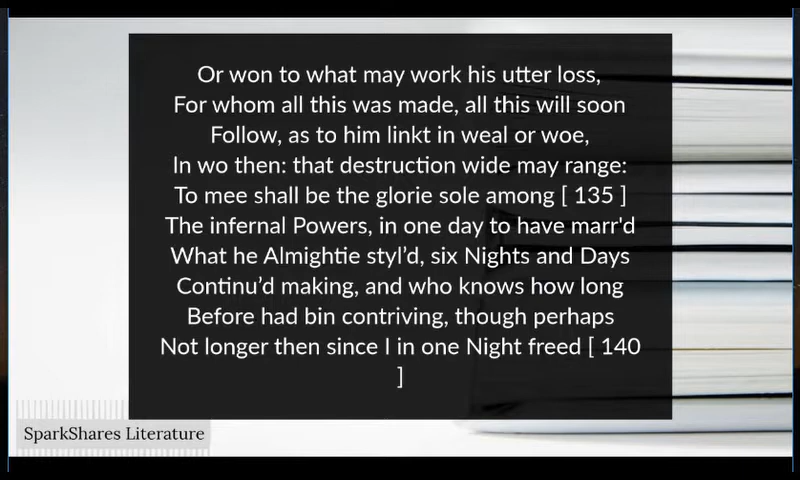 Or won to what may work his utter loss,
For whom all this was made, all this will soon
Follow, as to him linkt in weal or woe,
In wo then: that destruction wide may range:
To mee shall be the glorie sole among [ 135 ]
The infernal Powers, in one day to have marr'd
What he Almightie styl’d, six Nights and Days
Continu’d making, and who knows how long
Before had bin contriving, though perhaps
Not longer then since I in one Night freed [ 140
]
SparkShares Literature